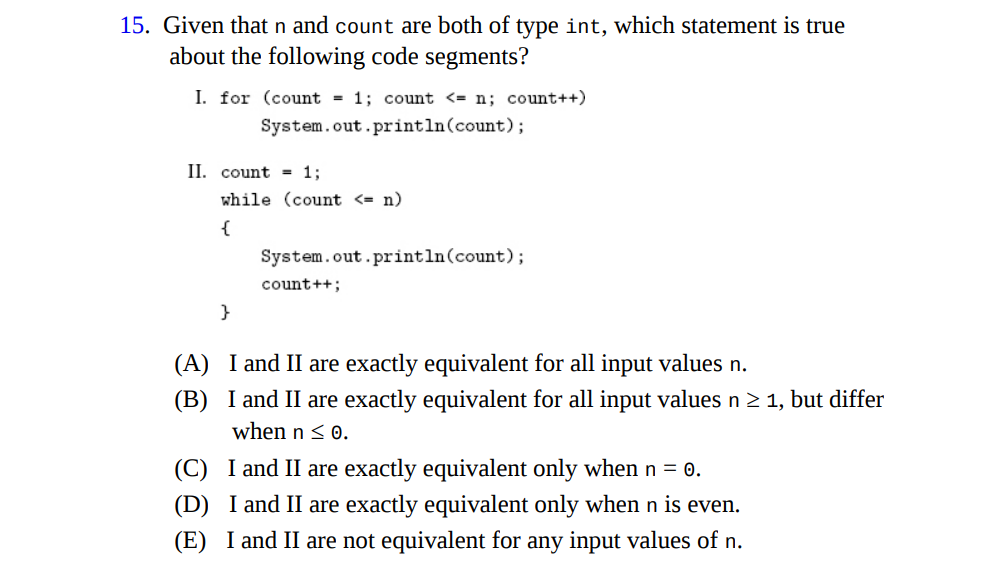 15. Given that n and count are both of type int, which statement is true
about the following code segments?
I. for (count = 1; count <= n; count++)
System.out.println(count);
II. count = 1;
while (count <= n)
{
System.out.println(count);
count++;
}
(A) I and II are exactly equivalent for all input values n.
(B) I and II are exactly equivalent for all input values n ≥ 1, but differ
when n ≤ 0.
(C) I and II are exactly equivalent only when n = 0.
(D) I and II are exactly equivalent only when n is even.
(E) I and II are not equivalent for any input values of n.